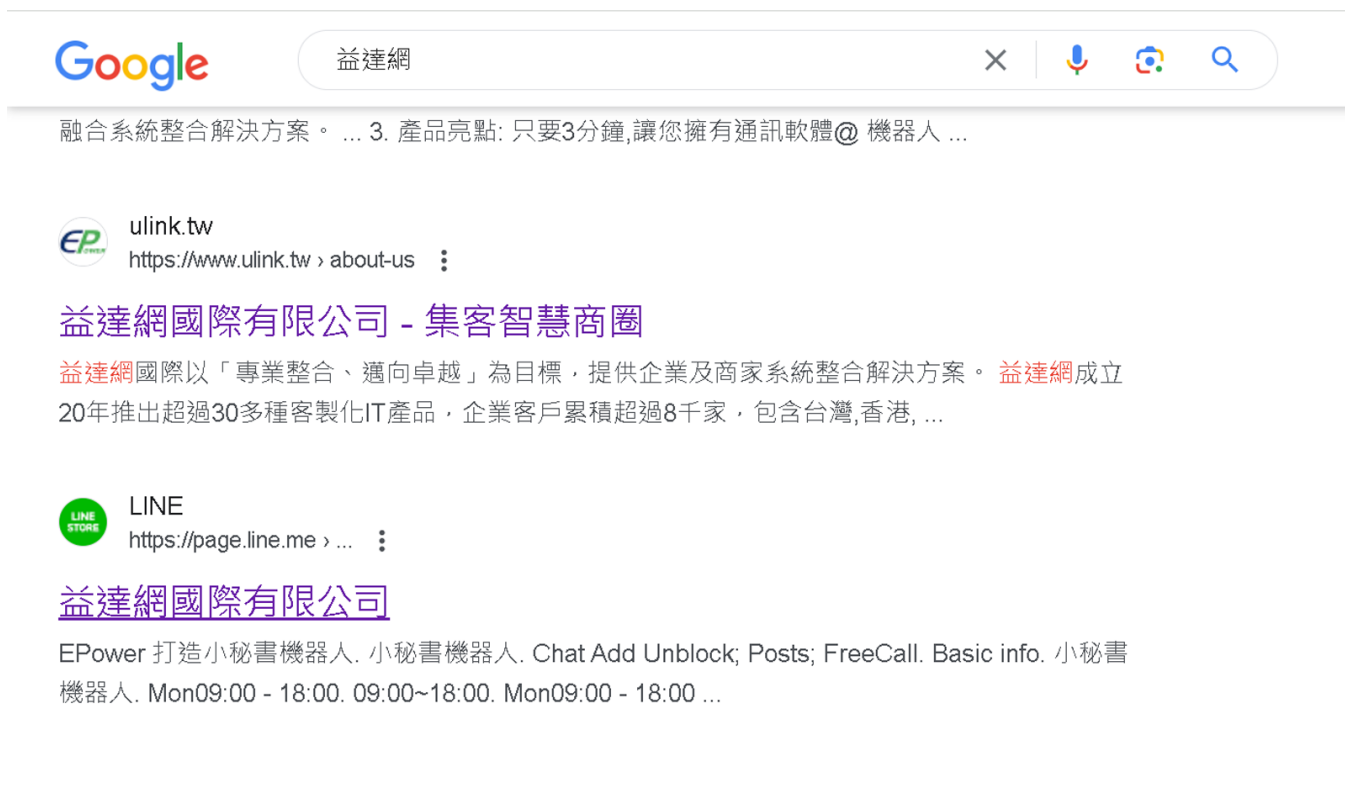 Google 益達網
融合系統整合解決方案。 ... 3. 產品亮點: 只要3分鐘,讓您擁有通訊軟體@ 機器人 ...
ulink.tw
EPower
https://www.ulink.tw › about-us
益達網國際有限公司 - 集客智慧商圈
益達網國際以「專業整合、邁向卓越」為目標，提供企業及商家系統整合解決方案。 益達網成立
20年推出超過30多種客製化IT產品，企業客戶累積超過8千家，包含台灣,香港, ...
LINE
LINE
STORE
https://page.line.me › ...
益達網國際有限公司
EPower 打造小秘書機器人. 小秘書機器人. Chat Add Unblock; Posts; FreeCall. Basic info. 小秘書
機器人. Mon09:00 - 18:00. 09:00~18:00. Mon09:00 - 18:00 ...